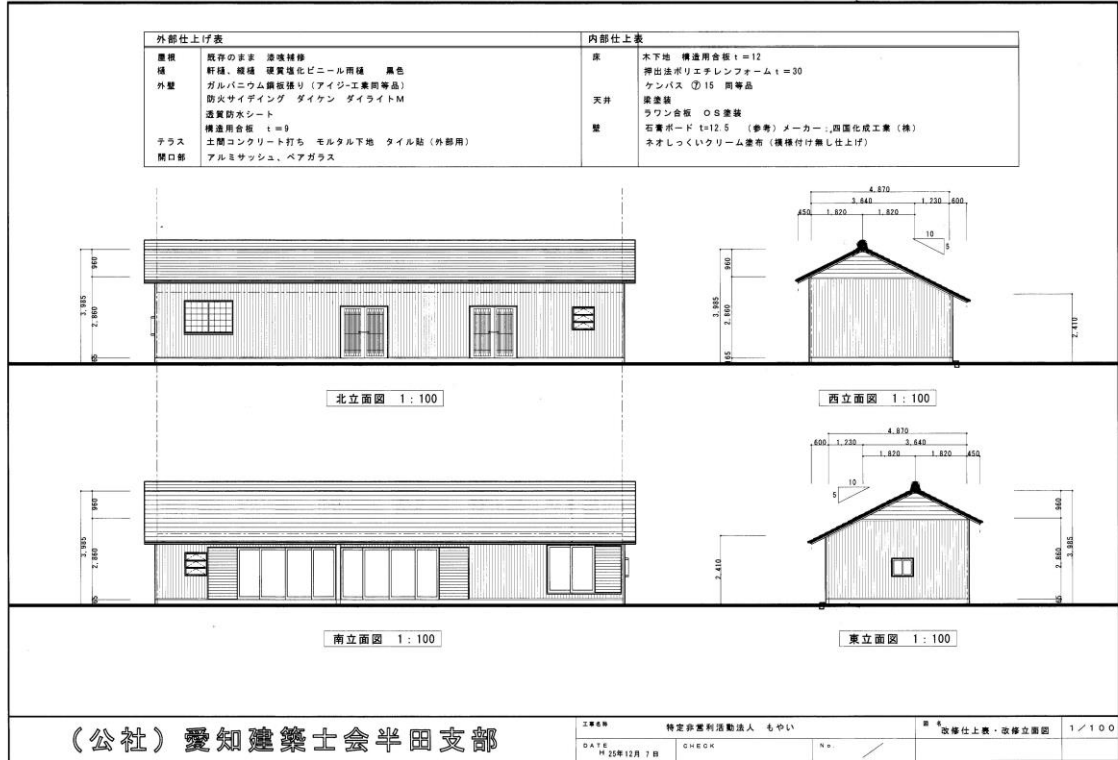 外部仕上げ表
屋根 既存のまま 漆喰補修
樋 軒樋、縦樋 硬質塩化ビニール雨樋 黒色
外壁 ガルバニウム鋼板張り(アイジー工業同等品)
防火サイデイング ダイケン ダイライトM
透質防水シート
構造用合板 t=9
テラス 土間コンクリート打ち モルタル下地 タイル貼(外部用)
開口部 アルミサッシュ、ペアガラス
内部仕上表
床 木下地 構造用合板t=12
押出法ポリエチレンフォームt=30
ケンパス ⑦15 同等品
天井 梁塗装
ラワン合板 OS塗装
壁 石膏ボード t=12.5 (参考)メーカー:四国化成工業(株)
ネオしっくいクリーム塗布(模様付け無し仕上げ)
3,985
960
2,860
65
北立面図 1:100
4,870
3,640 1,230 600
450 1,820 1,820
10
5
3,985
960
2,860
65
2,410
西立面図 1:100
3,985
960
2,860
65
南立面図 1:100
4,870
600 1,230 3,640
1,820 1,820 450
10
5
2,410
960
2,860
65
3,985
東立面図 1:100
(公社)愛知建築士会半田支部
工事名称 特定非営利活動法人 もやい
図名 改修仕上表・改修立面図 1/100
DATE H 25年12月 7日 CHECK No.